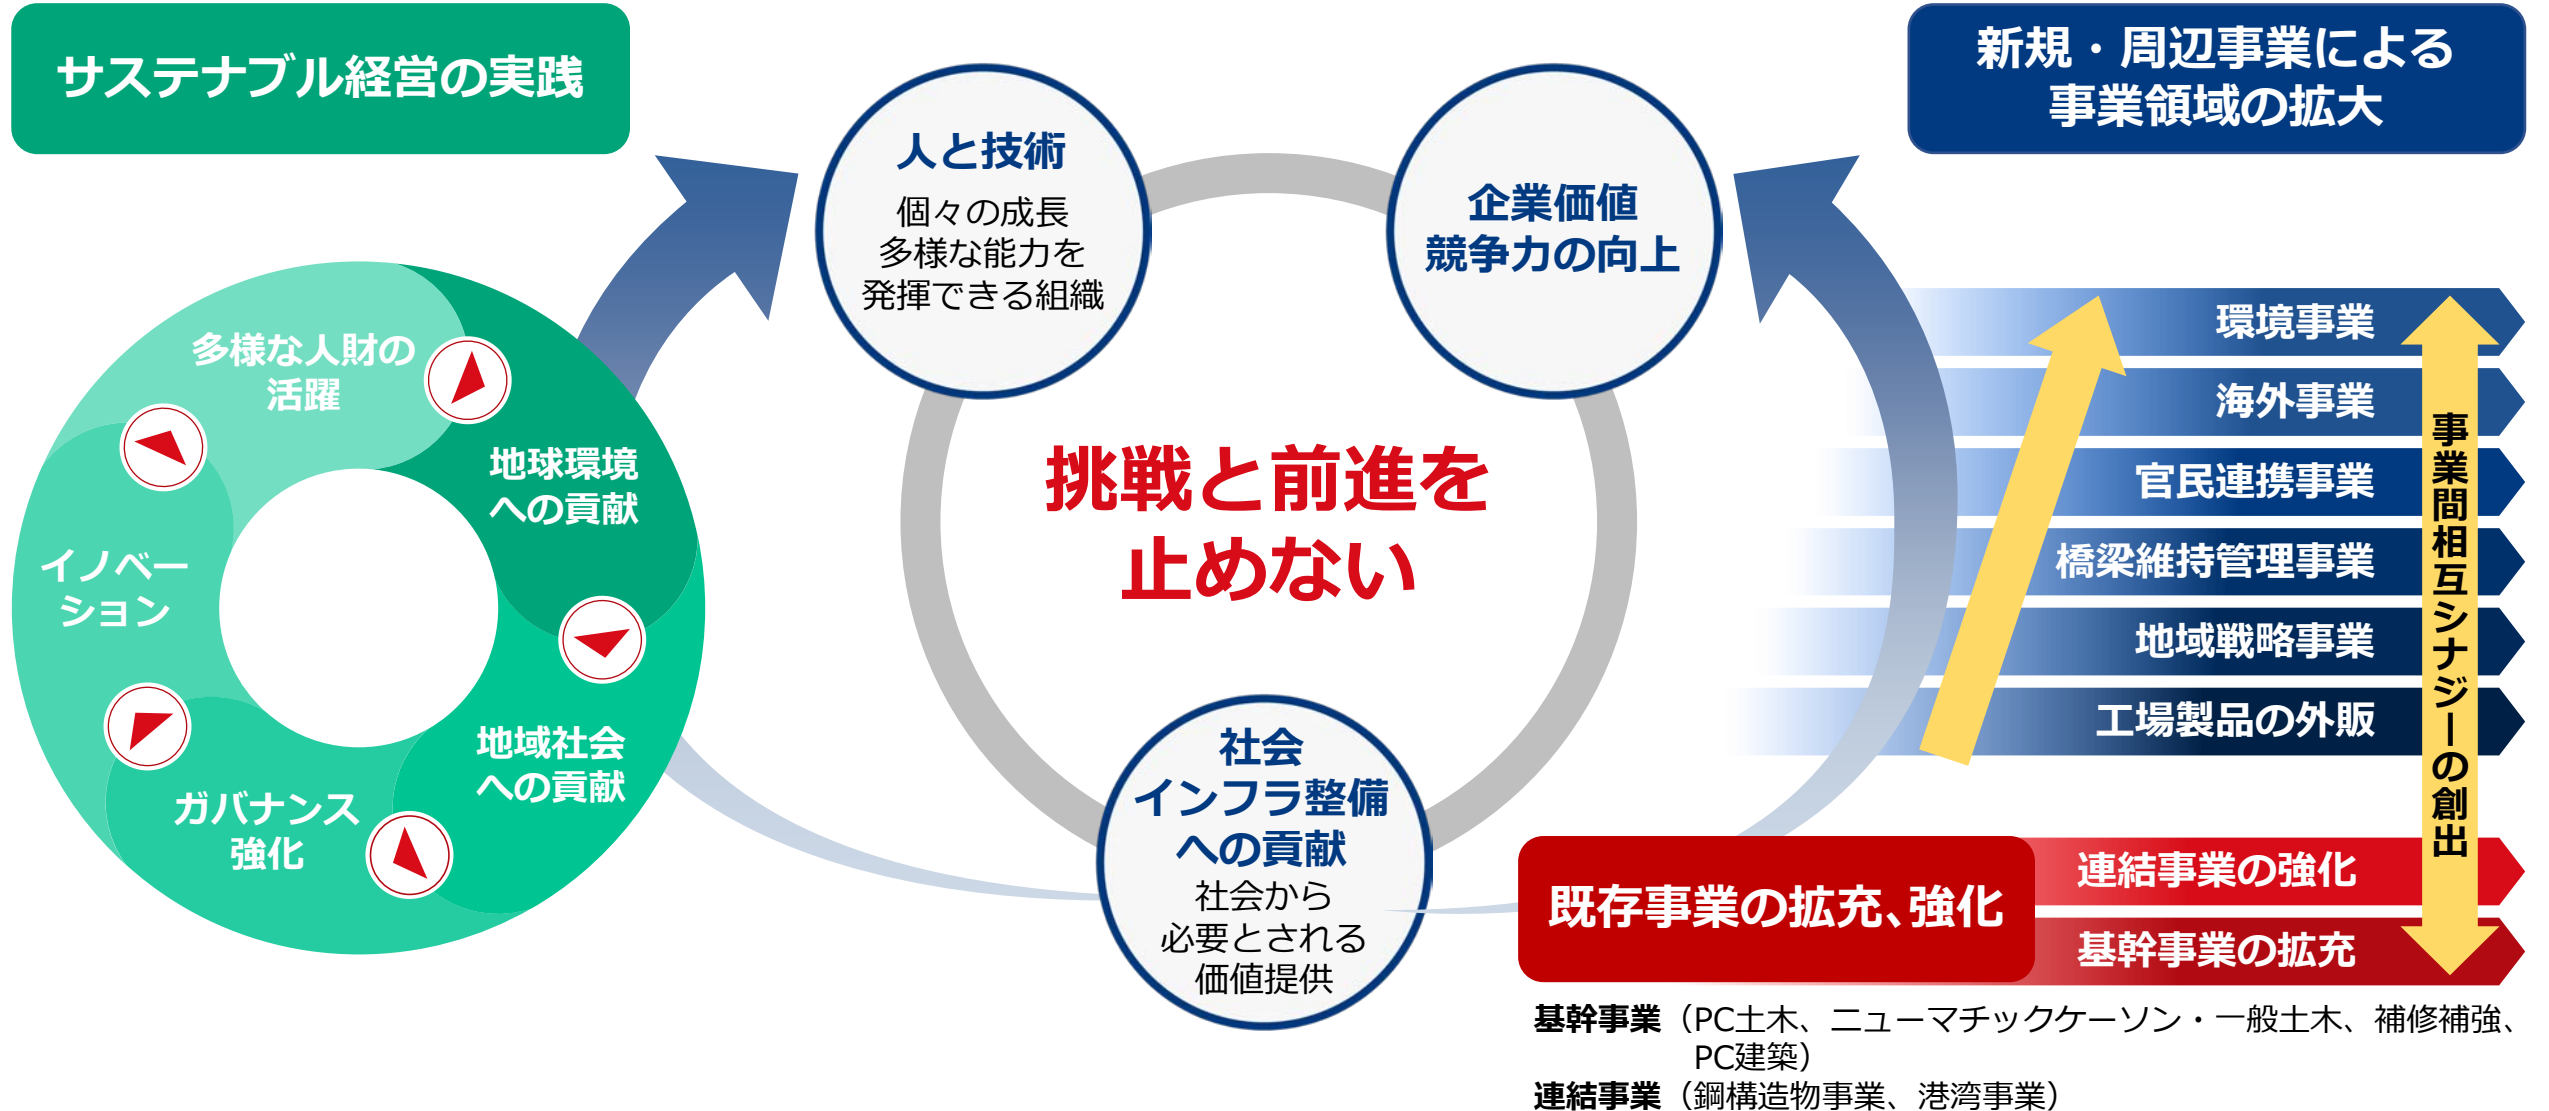 サステナブル経営の実践
多様な人財の
活躍
地球環境
への貢献
イノベー
ション
地域社会
への貢献
ガバナンス
強化
人と技術
個々の成長
多様な能力を
発揮できる組織
企業価値
競争力の向上
挑戦と前進を
止めない
社会
インフラ整備
への貢献
社会から
必要とされる
価値提供
新規・周辺事業による
事業領域の拡大
環境事業
海外事業
官民連携事業
橋梁維持管理事業
地域戦略事業
工場製品の外販
事業間相互シナジーの創出
既存事業の拡充、強化
連結事業の強化
基幹事業の拡充
基幹事業（PC土木、ニューマチックケーソン・一般土木、補修補強、
PC建築）
連結事業（鋼構造物事業、港湾事業）